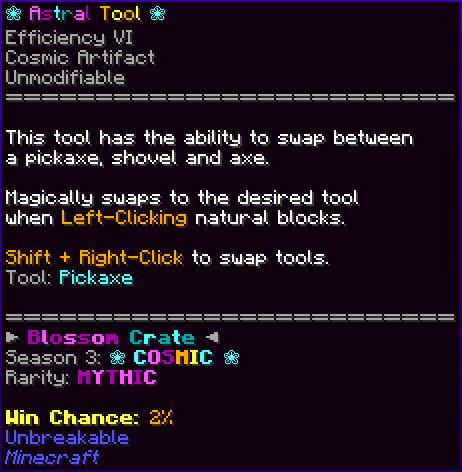 ❀ Astral Tool ❀
Efficiency VI
Cosmic Artifact
Unmodifiable
================================
This tool has the ability to swap between
a pickaxe, shovel and axe.
Magically swaps to the desired tool
when Left-Clicking natural blocks.
Shift + Right-Click to swap tools.
Tool: Pickaxe
================================
► Blossom Crate ◄
Season 3: ❀ COSMIC ❀
Rarity: MYTHIC
Win Chance: 2%
Unbreakable
Minecraft